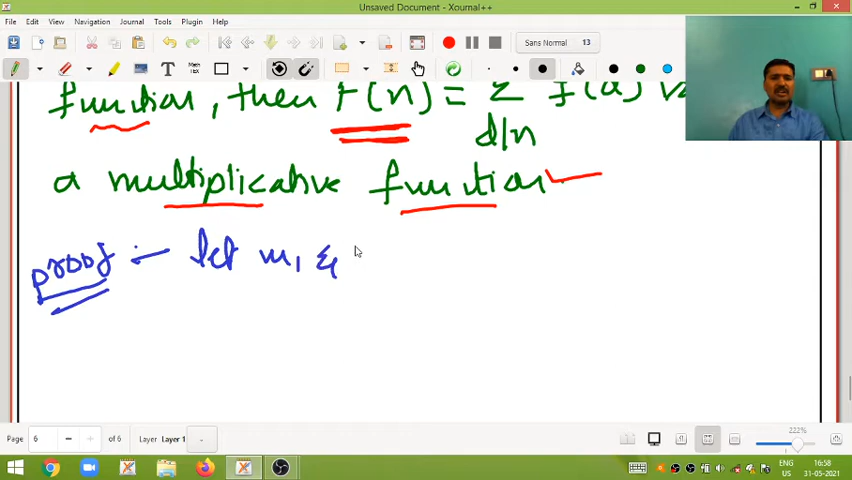 Unsaved Document - Xournal++
File Edit View Navigation Journal Tools Plugin Help
Sans Normal 13
function, then F(n) = Σ f(d)
d/n
a multiplicative function
proof :- let m, &
Page 6 of 6 Layer Layer 1 222%
ENG 16:58
US 31-05-2021